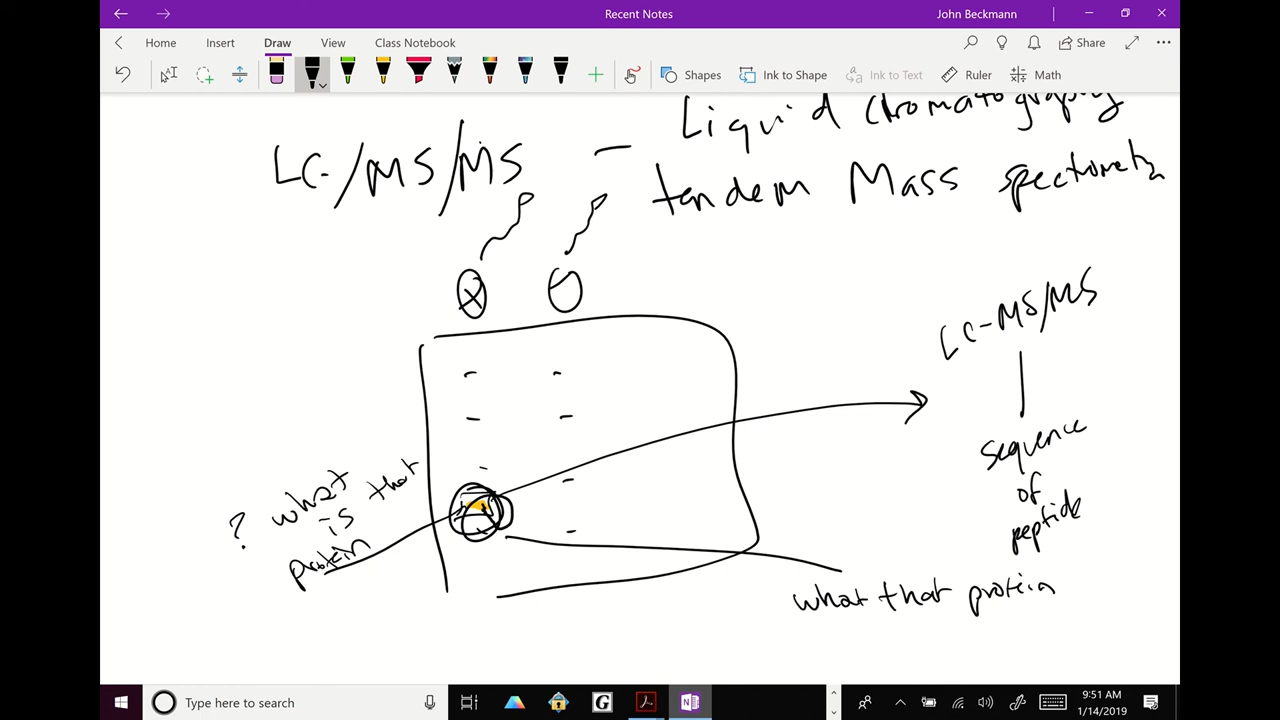 Recent Notes
John Beckmann
Home Insert Draw View Class Notebook
Share
Shapes
Ink to Shape
Ink to Text
Ruler
Math
LC-/MS/MS - Liquid chromatography
tandem Mass spectrometry
LC-MS/MS
sequence
of
peptide
? what
is that
protein
what that protein
Type here to search
G
N
9:51 AM
1/14/2019